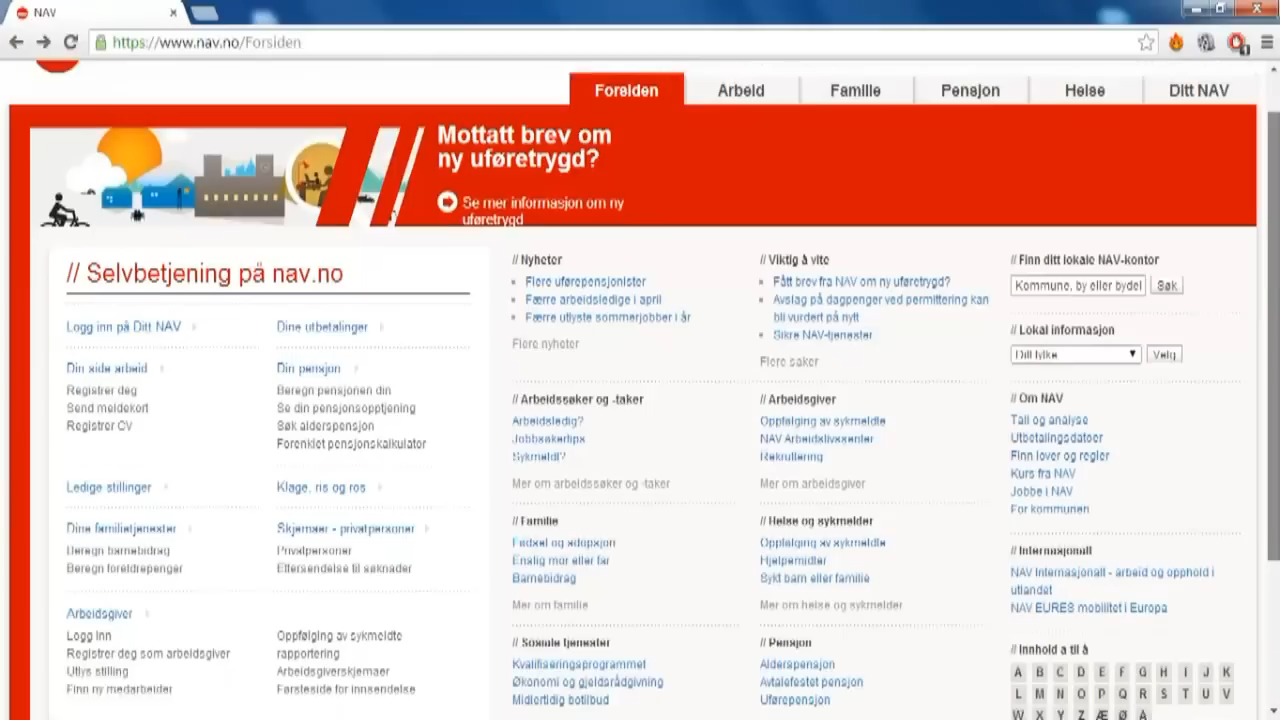 NAV
https://www.nav.no/Forsiden
Forsiden
Arbeid
Familie
Pensjon
Helse
Ditt NAV
Mottatt brev om
ny uføretrygd?
Se mer informasjon om ny
uføretrygd
// Selvbetjening på nav.no
Logg inn på Ditt NAV
Dine utbetalinger
Din side arbeid
Registrer deg
Send meldekort
Registrer CV
Din pensjon
Beregn pensjonen din
Se din pensjonsopptjening
Søk alderspensjon
Forenklet pensjonskalkulator
Ledige stillinger
Klage, ris og ros
Dine familietjenester
Beregn barnebidrag
Beregn foreldrepenger
Skjemaer - privatpersoner
Privatpersoner
Ettersendelse til søknader
Arbeidsgiver
Logg inn
Registrer deg som arbeidsgiver
Utlys stilling
Finn ny medarbeider
Oppfølging av sykmeldte
rapportering
Arbeidsgiverskjemaer
Førsteside for innsendelse
// Nyheter
Flere uførepensjonister
Færre arbeidsledige i april
Færre utlyste sommerjobber i år
Flere nyheter
// Viktig å vite
Fått brev fra NAV om ny uføretrygd?
Avslag på dagpenger ved permittering kan
bli vurdert på nytt
Sikre NAV-tjenester
Flere saker
// Arbeidssøker og -taker
Arbeidsledig?
Jobbsøkertips
Sykmeldt?
Mer om arbeidssøker og -taker
// Arbeidsgiver
Oppfølging av sykmeldte
NAV Arbeidslivssenter
Rekruttering
Mer om arbeidsgiver
// Familie
Fødsel og adopsjon
Enslig mor eller far
Barnebidrag
Mer om familie
// Helse og sykmelder
Oppfølging av sykmeldte
Hjelpemidler
Sykt barn eller familie
Mer om helse og sykmelder
// Sosiale tjenester
Kvalifiseringsprogrammet
Økonomi og gjeldsrådgivning
Midlertidig botilbud
// Pensjon
Alderspensjon
Avtalefestet pensjon
Uførepensjon
// Finn ditt lokale NAV-kontor
Kommune, by eller bydel
Søk
// Lokal informasjon
Ditt fylke
Velg
// Om NAV
Tall og analyse
Utbetalingsdatoer
Finn lover og regler
Kurs fra NAV
Jobbe i NAV
For kommunen
// Internasjonalt
NAV Internasjonalt - arbeid og opphold i
utlandet
NAV EURES mobilitet i Europa
// Innhold a til å
A B C D E F G H I J K
L M N O P Q R S T U V
W X Y Z Æ Ø Å